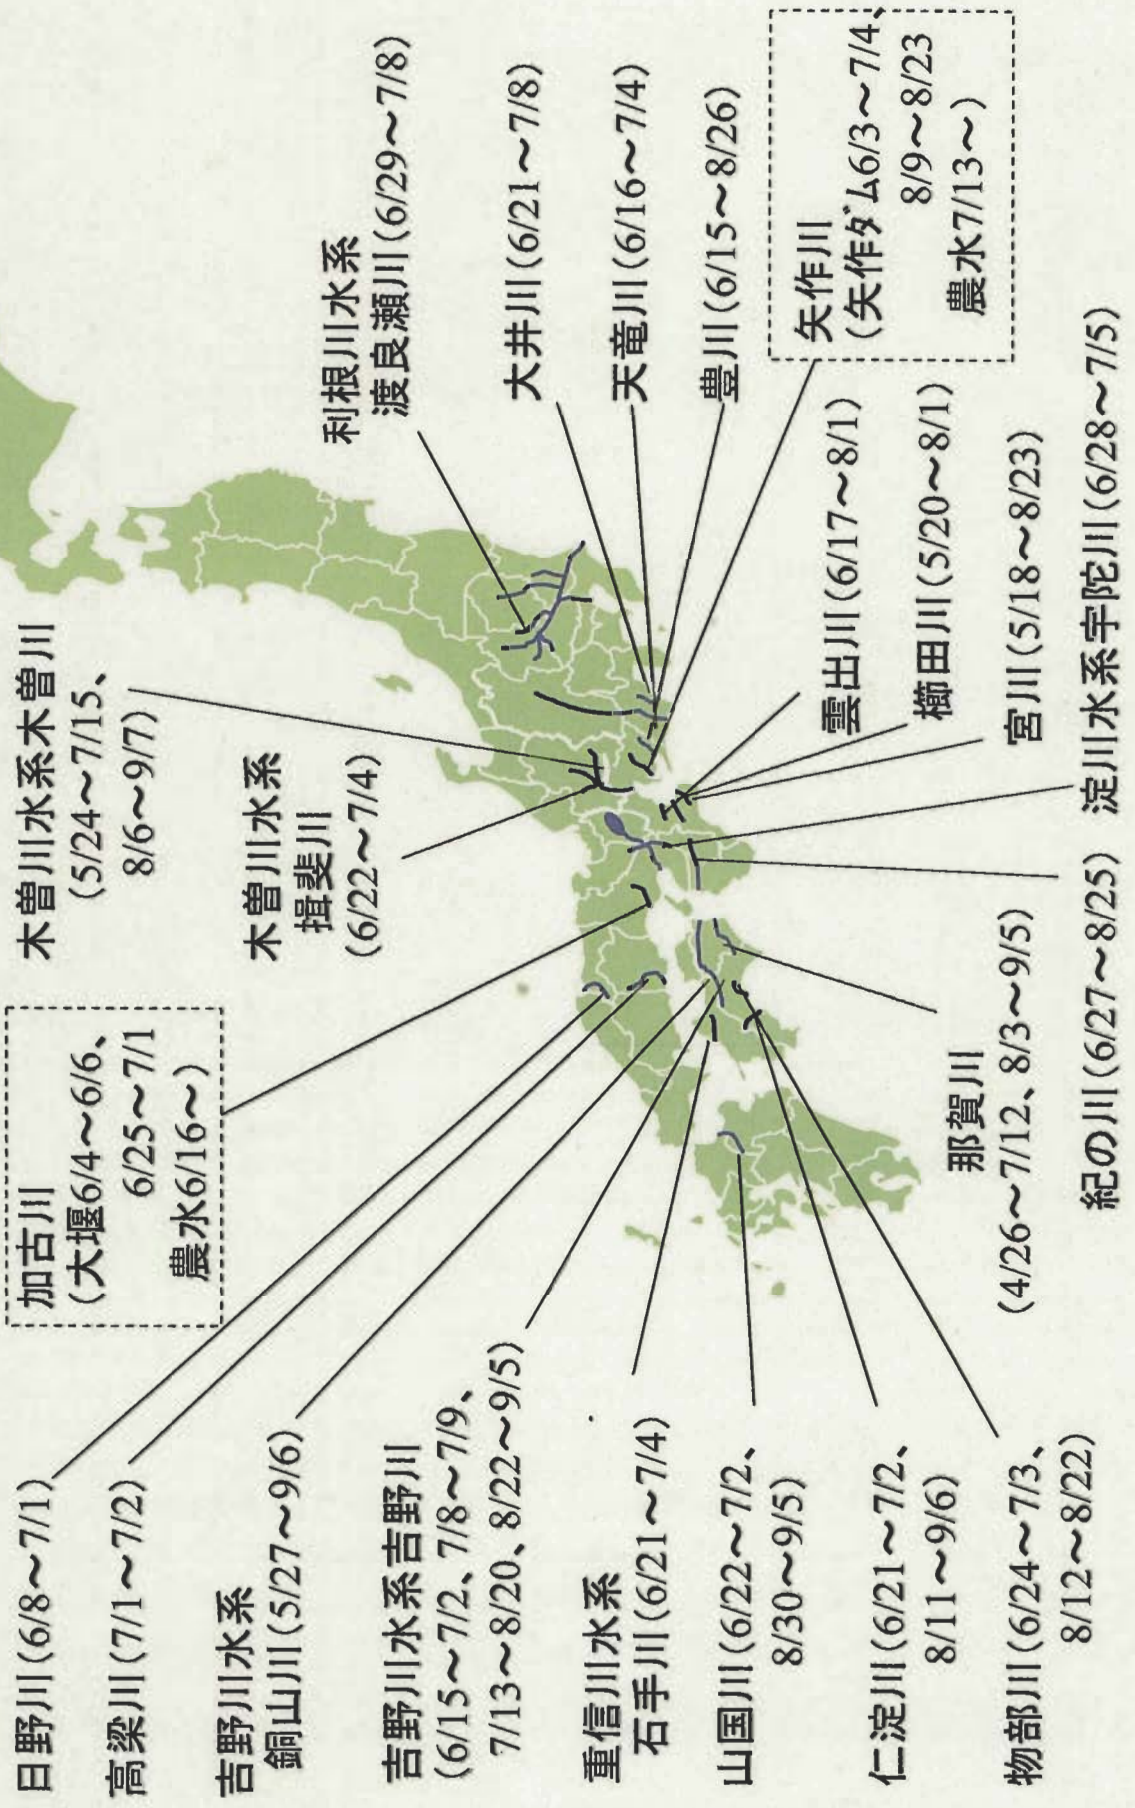 日野川(6/8～7/1)
高梁川(7/1～7/2)
吉野川水系
銅山川(5/27～9/6)
吉野川水系吉野川
(6/15～7/2、7/8～7/9、
7/13～8/20、8/22～9/5)
重信川水系
石手川(6/21～7/4)
山国川(6/22～7/2、
8/30～9/5)
仁淀川(6/21～7/2、
8/11～9/6)
物部川(6/24～7/3、
8/12～8/22)
加古川
(大堰6/4～6/6、
6/25～7/1
農水6/16～)
木曽川水系木曽川
(5/24～7/15、
8/6～9/7)
木曽川水系
揖斐川
(6/22～7/4)
那賀川
(4/26～7/12、8/3～9/5)
紀の川(6/27～8/25)
利根川水系
渡良瀬川(6/29～7/8)
大井川(6/21～7/8)
天竜川(6/16～7/4)
豊川(6/15～8/26)
矢作川
(矢作ダム6/3～7/4、
8/9～8/23
農水7/13～)
雲出川(6/17～8/1)
櫛田川(5/20～8/1)
宮川(5/18～8/23)
淀川水系宇陀川(6/28～7/5)